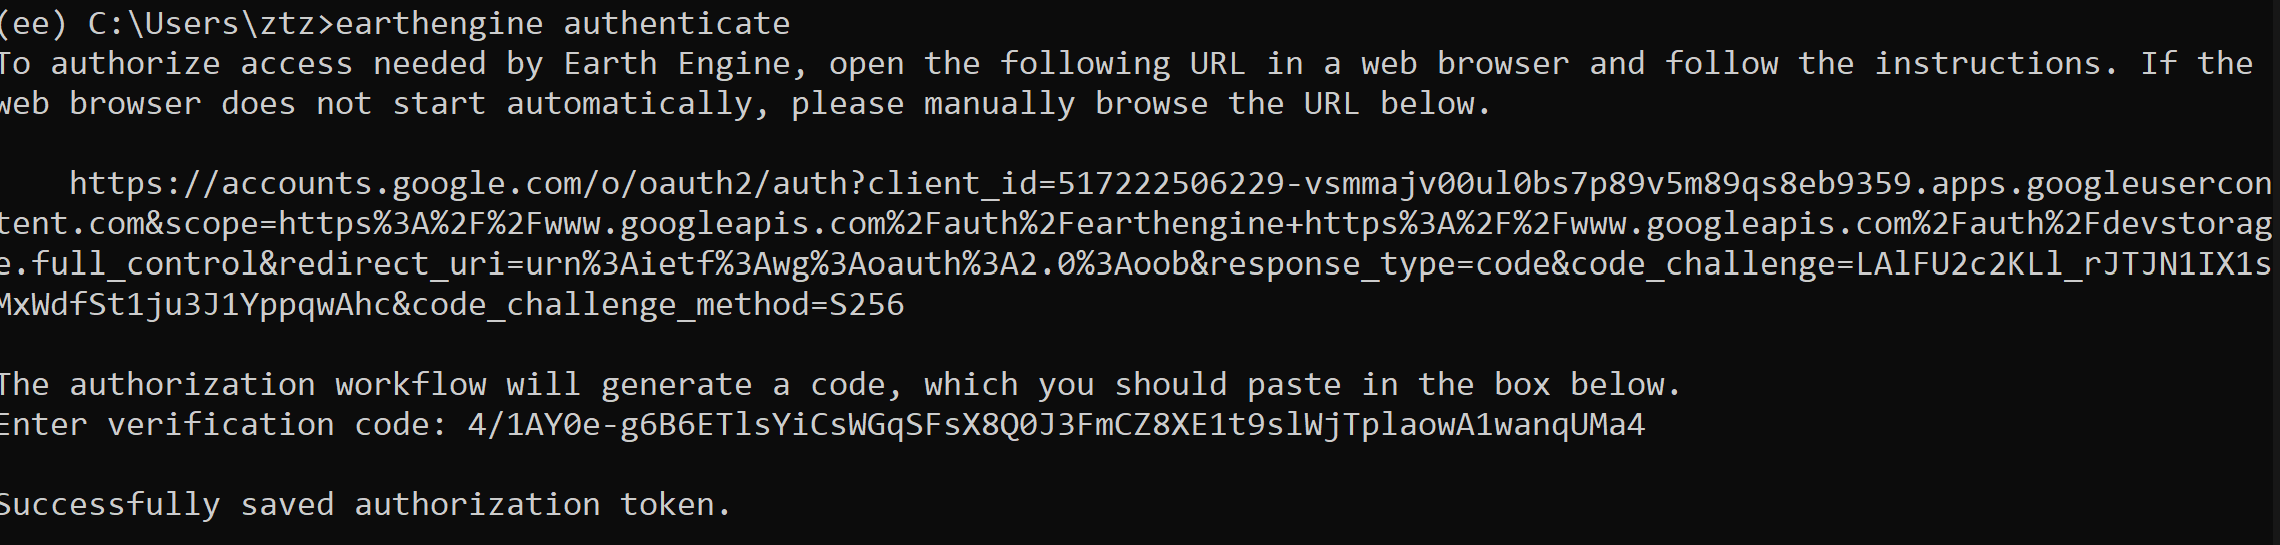 (ee) C:\Users\ztz>earthengine authenticate
To authorize access needed by Earth Engine, open the following URL in a web browser and follow the instructions. If the
web browser does not start automatically, please manually browse the URL below.
https://accounts.google.com/o/oauth2/auth?client_id=517222506229-vsmmajv00ul0bs7p89v5m89qs8eb9359.apps.googleusercon
tent.com&scope=https%3A%2F%2Fwww.googleapis.com%2Fauth%2Fearthengine+https%3A%2F%2Fwww.googleapis.com%2Fauth%2Fdevstorag
e.full_control&redirect_uri=urn%3Aietf%3Awg%3Aoauth%3A2.0%3Aoob&response_type=code&code_challenge=LAlFU2c2KLl_rJTJN1IX1s
MxWdfSt1ju3J1YppqwAhc&code_challenge_method=S256
The authorization workflow will generate a code, which you should paste in the box below.
Enter verification code: 4/1AY0e-g6B6ETlsYiCsWGqSFsX8Q0J3FmCZ8XE1t9slWjTplaowA1wanqUMa4
Successfully saved authorization token.